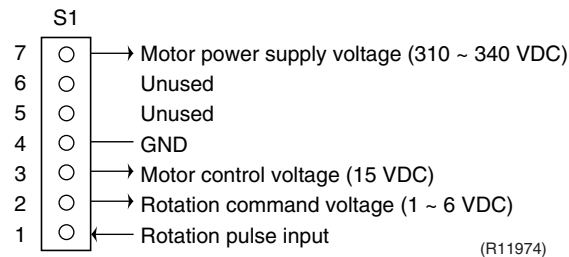 S1
7 Motor power supply voltage (310 ~ 340 VDC)
6 Unused
5 Unused
4 GND
3 Motor control voltage (15 VDC)
2 Rotation command voltage (1 ~ 6 VDC)
1 Rotation pulse input
(R11974)